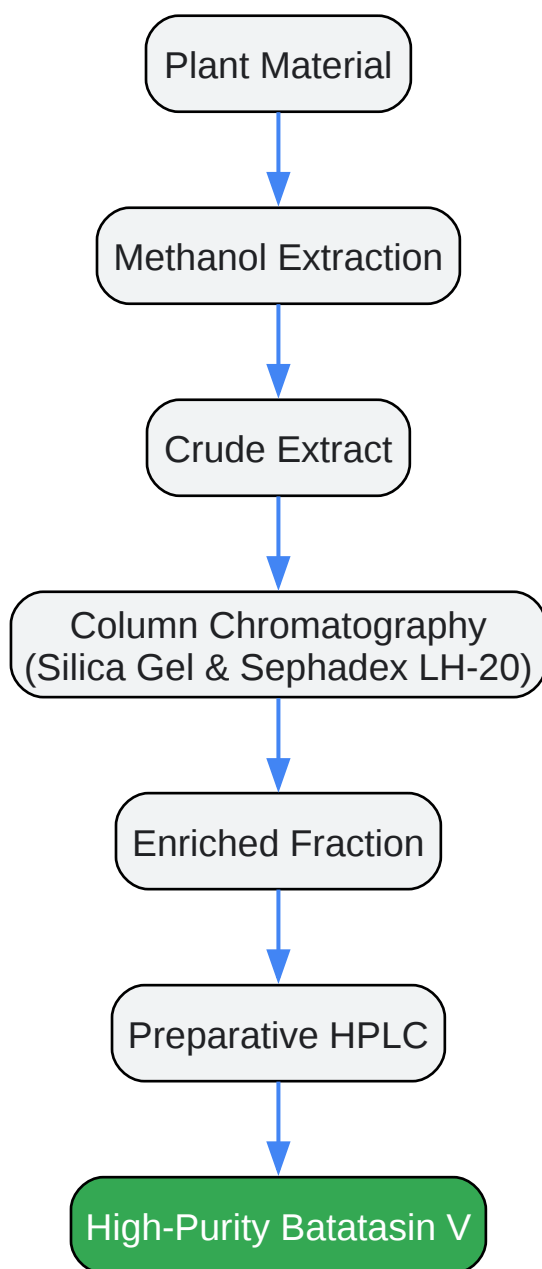 Plant Material
Methanol Extraction
Crude Extract
Column Chromatography
(Silica Gel & Sephadex LH-20)
Enriched Fraction
Preparative HPLC
High-Purity Batatasin V